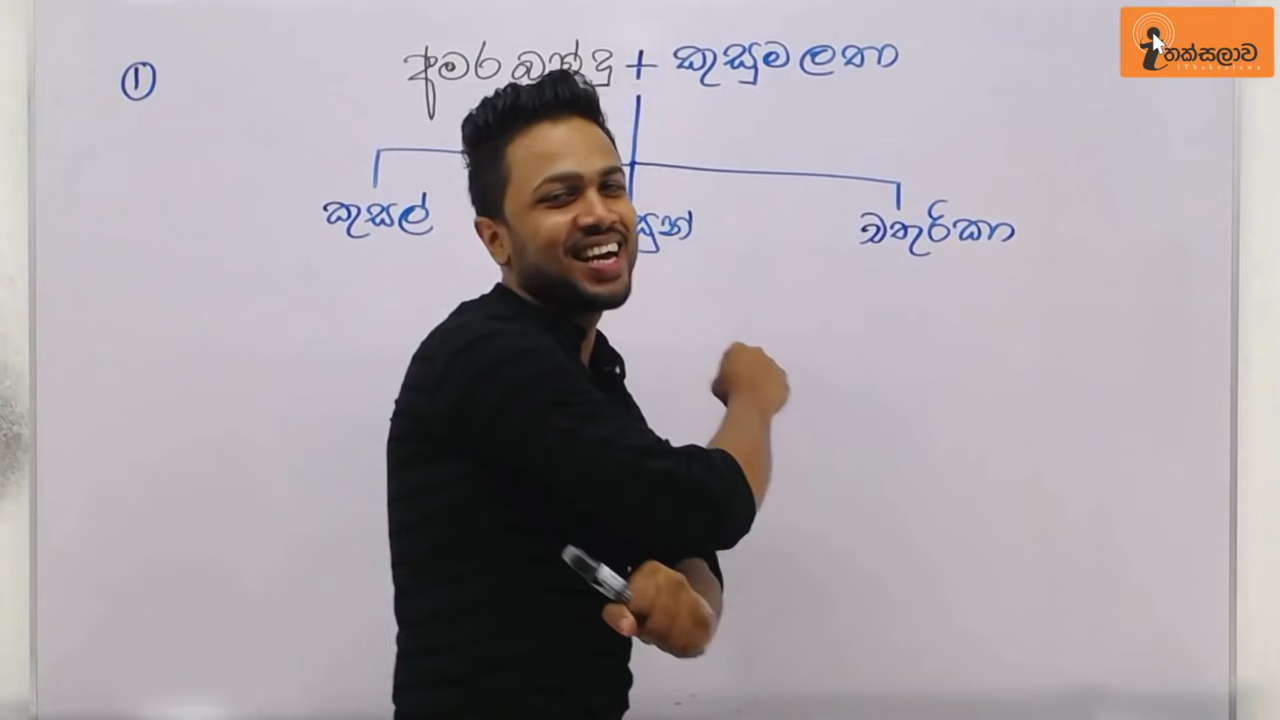 තක්සලාව
①
අමරබන්දු + කුසුමලතා
කුසල්
සුන්
චතුරිකා